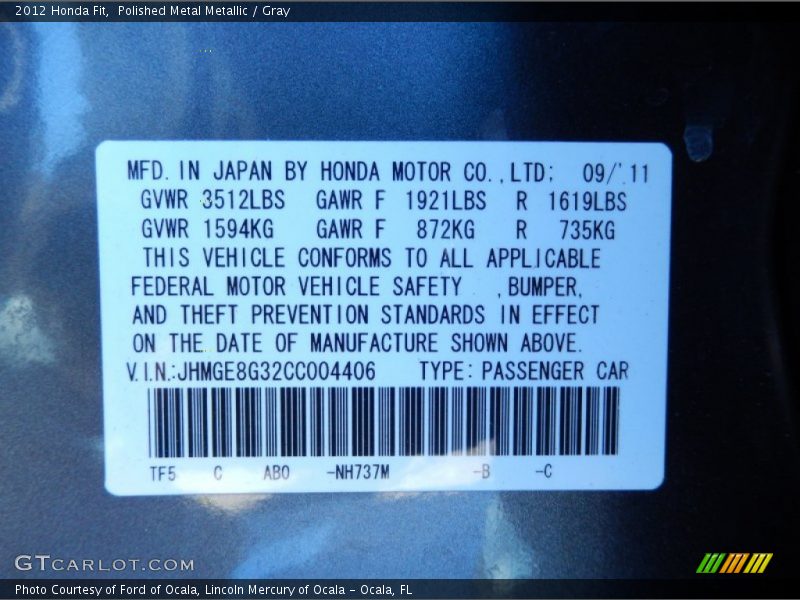 2012 Honda Fit,  Polished Metal Metallic / Gray
MFD. IN JAPAN BY HONDA MOTOR CO.,LTD; 09/'11
GVWR 3512LBS GAWR F 1921LBS R 1619LBS
GVWR 1594KG GAWR F 872KG R 735KG
THIS VEHICLE CONFORMS TO ALL APPLICABLE
FEDERAL MOTOR VEHICLE SAFETY ,BUMPER,
AND THEFT PREVENTION STANDARDS IN EFFECT
ON THE DATE OF MANUFACTURE SHOWN ABOVE.
V.I.N.:JHMGE8G32CC004406 TYPE: PASSENGER CAR
TF5 C AB0 -NH737M -B -C
GTCARLOT.COM
Photo Courtesy of Ford of Ocala, Lincoln Mercury of Ocala - Ocala, FL